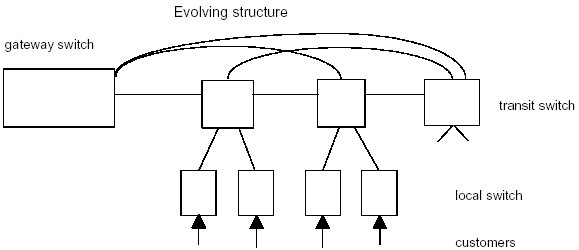 Evolving structure
gateway switch
transit switch
local switch
customers